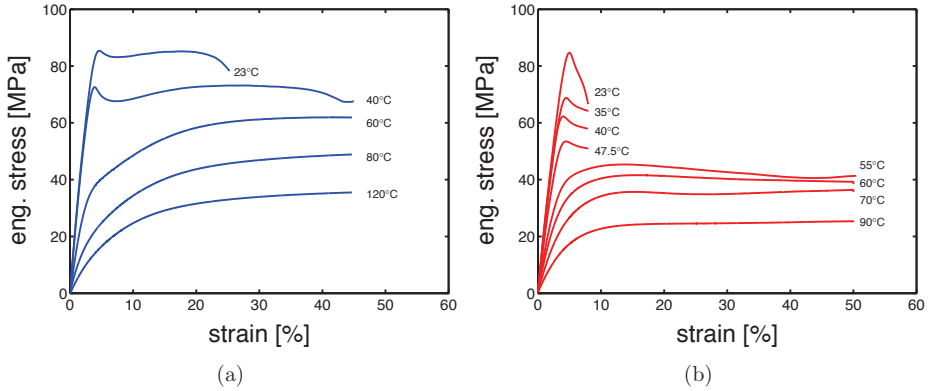 100
80
60
40
20
0
eng. stress [MPa]
23°C
40°C
60°C
80°C
120°C
0 10 20 30 40 50 60
strain [%]
(a)
100
80
60
40
20
0
eng. stress [MPa]
23°C
35°C
40°C
47.5°C
55°C
60°C
70°C
90°C
0 10 20 30 40 50 60
strain [%]
(b)